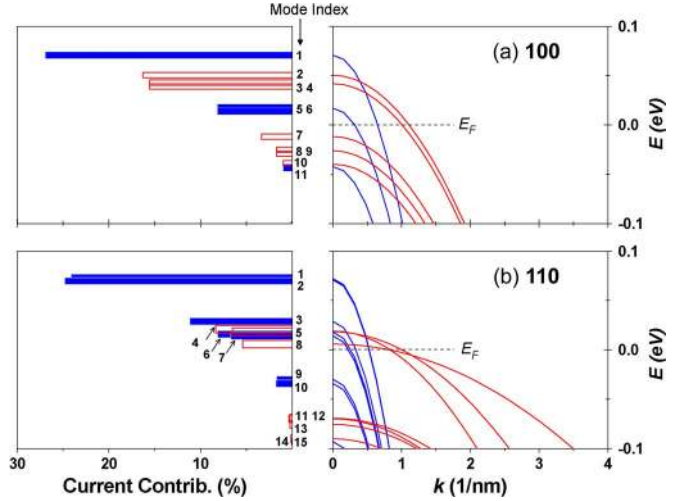 Mode Index
1
2
3 4
5 6
7
8 9
10
11
(a) 100
E_F
0.1
0.0
-0.1
E (eV)
1
2
3
4
5
6
7
8
9
10
11 12
13
14 15
(b) 110
E_F
0.1
0.0
-0.1
E (eV)
30 20 10 0 1 2 3 4
Current Contrib. (%)
k (1/nm)